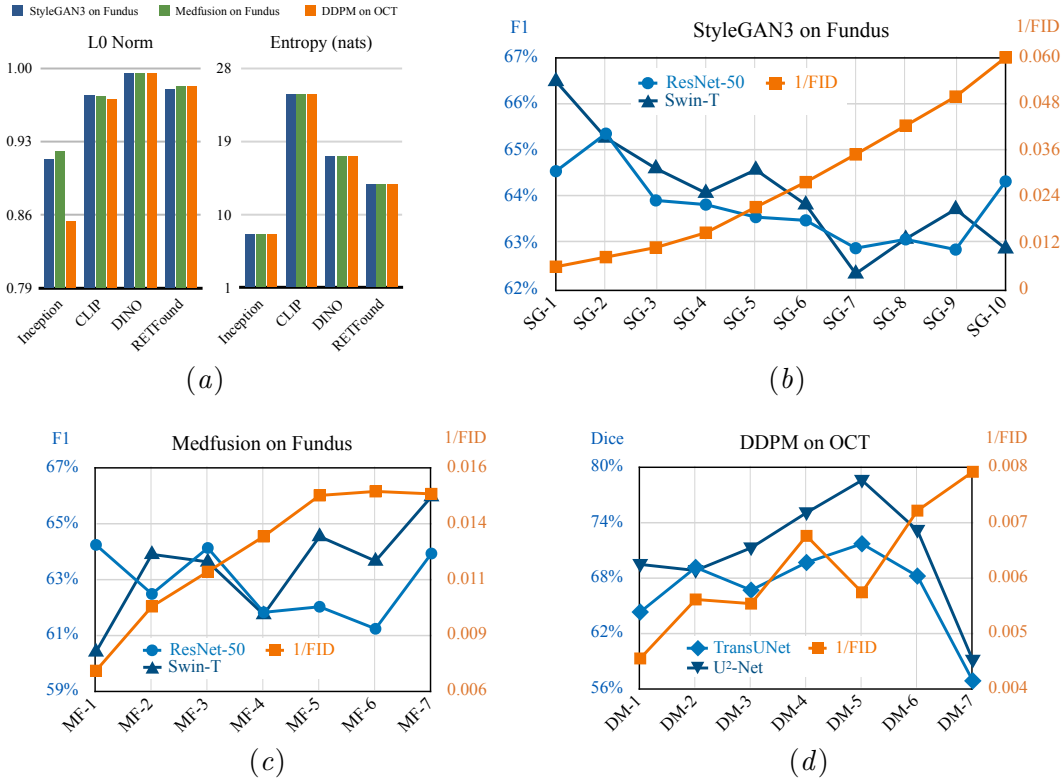 StyleGAN3 on Fundus Medfusion on Fundus DDPM on OCT
L0 Norm
1.00
0.93
0.86
0.79
Inception
CLIP
DINO
RETFound
Entropy (nats)
28
19
10
1
Inception
CLIP
DINO
RETFound
(a)
F1 StyleGAN3 on Fundus 1/FID
67%
66%
65%
64%
63%
62%
ResNet-50 1/FID
Swin-T
0.060
0.048
0.036
0.024
0.012
0
SG-1
SG-2
SG-3
SG-4
SG-5
SG-6
SG-7
SG-8
SG-9
SG-10
(b)
F1 Medfusion on Fundus 1/FID
67%
65%
63%
61%
59%
ResNet-50 1/FID
Swin-T
0.016
0.014
0.011
0.009
0.006
MF-1
MF-2
MF-3
MF-4
MF-5
MF-6
MF-7
(c)
Dice DDPM on OCT 1/FID
80%
74%
68%
62%
56%
TransUNet 1/FID
U²-Net
0.008
0.007
0.006
0.005
0.004
DM-1
DM-2
DM-3
DM-4
DM-5
DM-6
DM-7
(d)